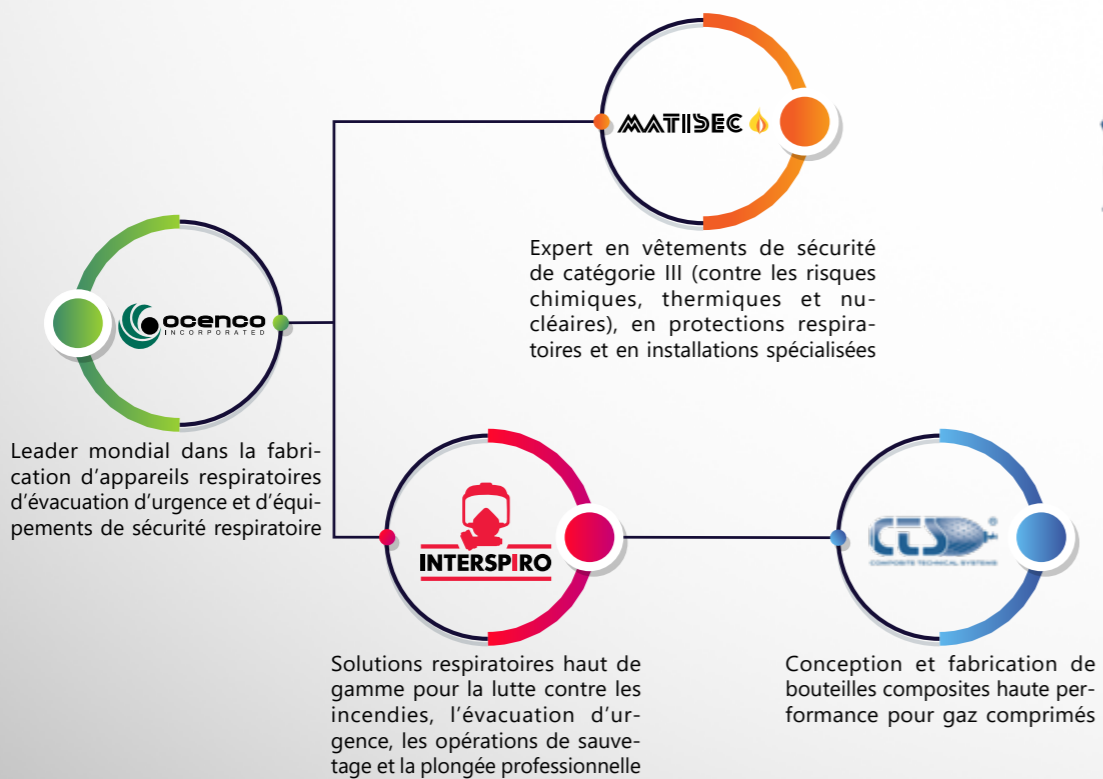 MATISEC
Expert en vêtements de sécurité
de catégorie III (contre les risques
chimiques, thermiques et nu-
cléaires), en protections respira-
toires et en installations spécialisées
ocenco
INCORPORATED
Leader mondial dans la fabri-
cation d’appareils respiratoires
d’évacuation d’urgence et d’équi-
pements de sécurité respiratoire
INTERSPIRO
Solutions respiratoires haut de
gamme pour la lutte contre les
incendies, l’évacuation d’ur-
gence, les opérations de sauve-
tage et la plongée professionnelle
CTS ®
COMPOSITE TECHNICAL SYSTEMS
Conception et fabrication de
bouteilles composites haute per-
formance pour gaz comprimés